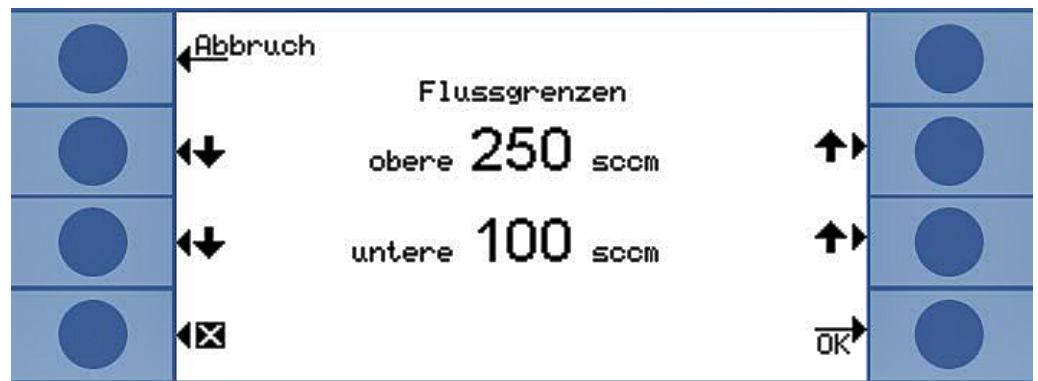 Abbruch
Flussgrenzen
obere 250 sccm
untere 100 sccm
OK